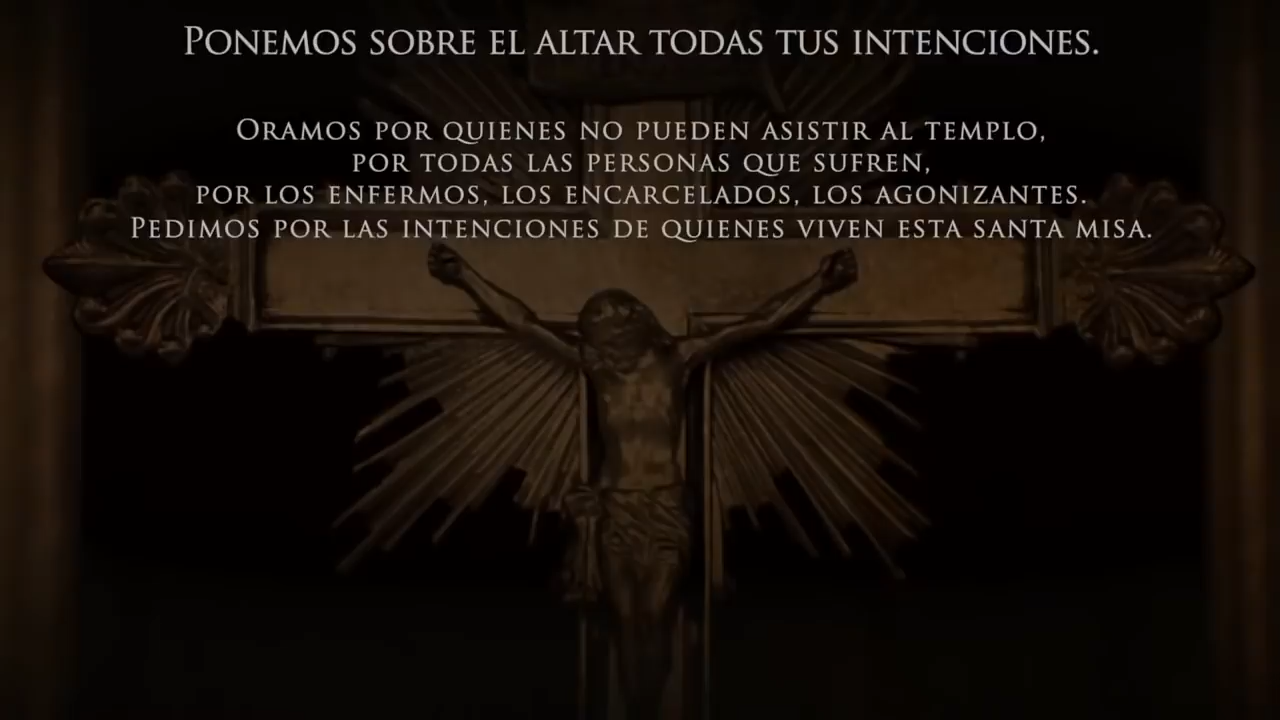 Ponemos sobre el altar todas tus intenciones.
Oramos por quienes no pueden asistir al templo,
por todas las personas que sufren,
por los enfermos, los encarcelados, los agonizantes.
Pedimos por las intenciones de quienes viven esta santa misa.